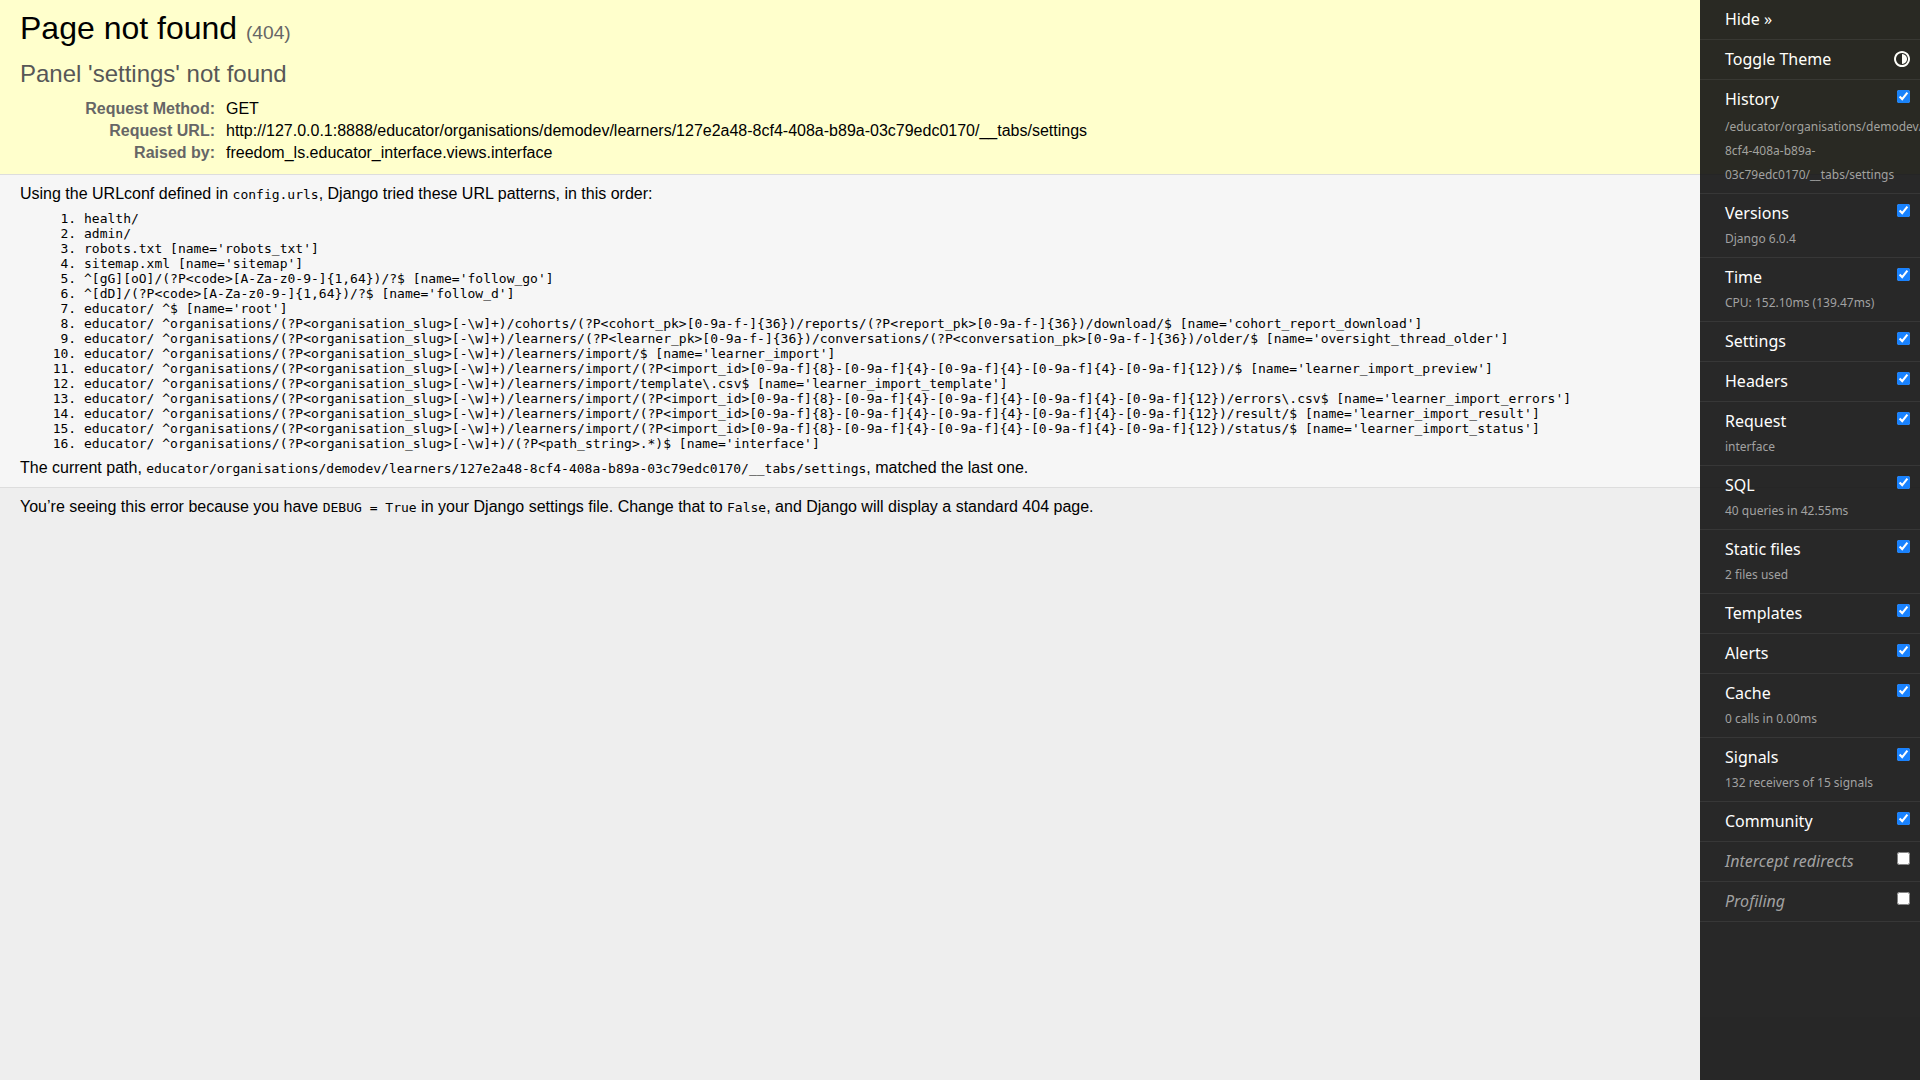 Page not found (404)
Panel 'settings' not found
Request Method: GET
Request URL: http://127.0.0.1:8888/educator/organisations/demodev/learners/127e2a48-8cf4-408a-b89a-03c79edc0170/__tabs/settings
Raised by: freedom_ls.educator_interface.views.interface
Using the URLconf defined in config.urls, Django tried these URL patterns, in this order:
1. health/
2. admin/
3. robots.txt [name='robots_txt']
4. sitemap.xml [name='sitemap']
5. ^[gG][oO]/(?P<code>[A-Za-z0-9-]{1,64})/?$ [name='follow_go']
6. ^[dD]/(?P<code>[A-Za-z0-9-]{1,64})/?$ [name='follow_d']
7. educator/ ^$ [name='root']
8. educator/ ^organisations/(?P<organisation_slug>[-\w]+)/cohorts/(?P<cohort_pk>[0-9a-f-]{36})/reports/(?P<report_pk>[0-9a-f-]{36})/download/$ [name='cohort_report_download']
9. educator/ ^organisations/(?P<organisation_slug>[-\w]+)/learners/(?P<learner_pk>[0-9a-f-]{36})/conversations/(?P<conversation_pk>[0-9a-f-]{36})/older/$ [name='oversight_thread_older']
10. educator/ ^organisations/(?P<organisation_slug>[-\w]+)/learners/import/$ [name='learner_import']
11. educator/ ^organisations/(?P<organisation_slug>[-\w]+)/learners/import/(?P<import_id>[0-9a-f]{8}-[0-9a-f]{4}-[0-9a-f]{4}-[0-9a-f]{4}-[0-9a-f]{12})/$ [name='learner_import_preview']
12. educator/ ^organisations/(?P<organisation_slug>[-\w]+)/learners/import/template\.csv$ [name='learner_import_template']
13. educator/ ^organisations/(?P<organisation_slug>[-\w]+)/learners/import/(?P<import_id>[0-9a-f]{8}-[0-9a-f]{4}-[0-9a-f]{4}-[0-9a-f]{4}-[0-9a-f]{12})/errors\.csv$ [name='learner_import_errors']
14. educator/ ^organisations/(?P<organisation_slug>[-\w]+)/learners/import/(?P<import_id>[0-9a-f]{8}-[0-9a-f]{4}-[0-9a-f]{4}-[0-9a-f]{4}-[0-9a-f]{12})/result/$ [name='learner_import_result']
15. educator/ ^organisations/(?P<organisation_slug>[-\w]+)/learners/import/(?P<import_id>[0-9a-f]{8}-[0-9a-f]{4}-[0-9a-f]{4}-[0-9a-f]{4}-[0-9a-f]{12})/status/$ [name='learner_import_status']
16. educator/ ^organisations/(?P<organisation_slug>[-\w]+)/(?P<path_string>.*)$ [name='interface']
The current path, educator/organisations/demodev/learners/127e2a48-8cf4-408a-b89a-03c79edc0170/__tabs/settings, matched the last one.
You’re seeing this error because you have DEBUG = True in your Django settings file. Change that to False, and Django will display a standard 404 page.
Hide »
Toggle Theme
History
/educator/organisations/demodev/
8cf4-408a-b89a-
03c79edc0170/__tabs/settings
Versions
Django 6.0.4
Time
CPU: 152.10ms (139.47ms)
Settings
Headers
Request
interface
SQL
40 queries in 42.55ms
Static files
2 files used
Templates
Alerts
Cache
0 calls in 0.00ms
Signals
132 receivers of 15 signals
Community
Intercept redirects
Profiling